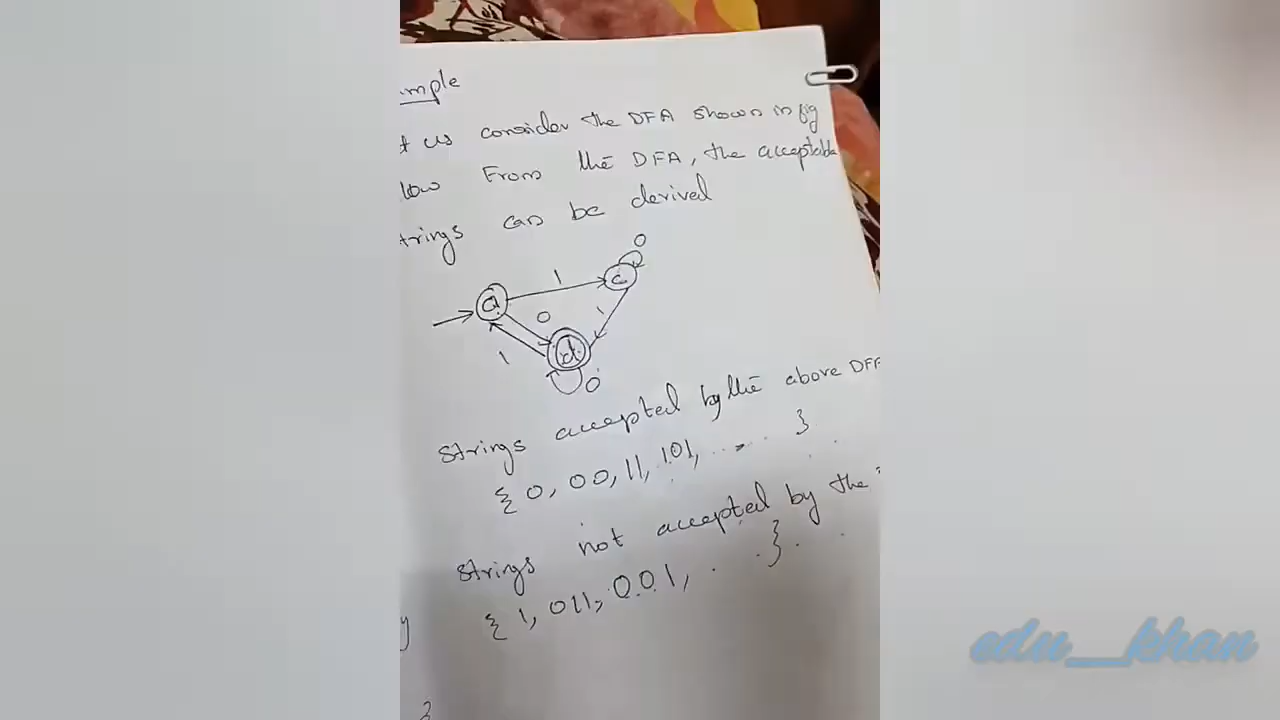 mple
t us consider the DFA shown in fig
low From the DFA, the acceptable
trings can be derived
0
1
c
a
0
1
1
d
0
Strings accepted by the above DFA
{ 0, 00, 11, 101, ... }
Strings not accepted by the
{ 1, 011, 001, . . }
y
}
edu__khan